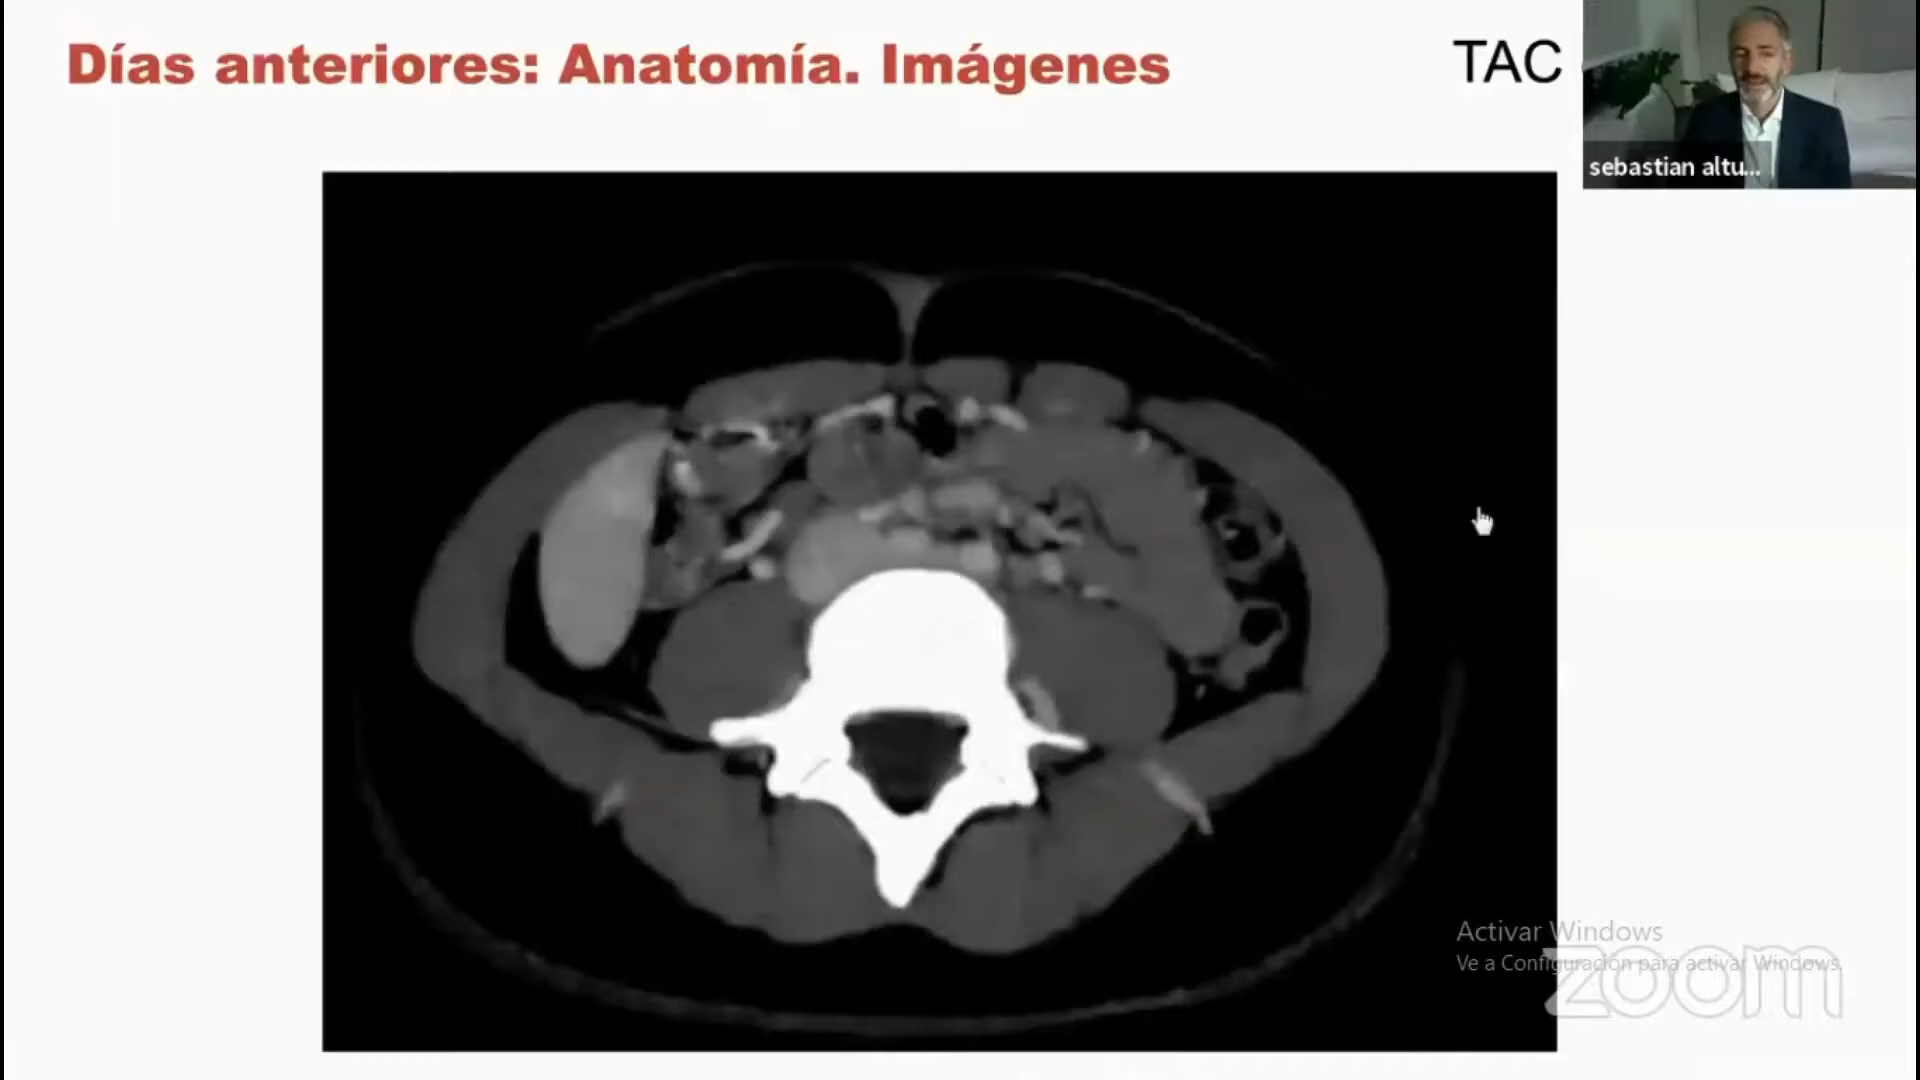 Días anteriores: Anatomía. Imágenes
TAC
sebastian altu...
Activar Windows
Ve a Configuración para activar Windows.
zoom